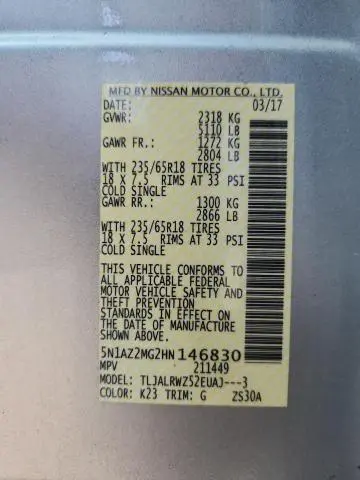 MFD BY NISSAN MOTOR CO., LTD.
DATE: 03/17
GVWR: 2318 KG
5110 LB
GAWR FR.: 1272 KG
2804 LB
WITH 235/65R18 TIRES
18 X 7.5 RIMS AT 33 PSI
COLD SINGLE
GAWR RR.: 1300 KG
2866 LB
WITH 235/65R18 TIRES
18 X 7.5 RIMS AT 33 PSI
COLD SINGLE
THIS VEHICLE CONFORMS TO
ALL APPLICABLE FEDERAL
MOTOR VEHICLE SAFETY AND
THEFT PREVENTION
STANDARDS IN EFFECT ON
THE DATE OF MANUFACTURE
SHOWN ABOVE.
5N1AZ2MG2HN146830
MPV 211449
MODEL: TLJALRWZ52EUAJ---3
COLOR: K23 TRIM: G ZS30A